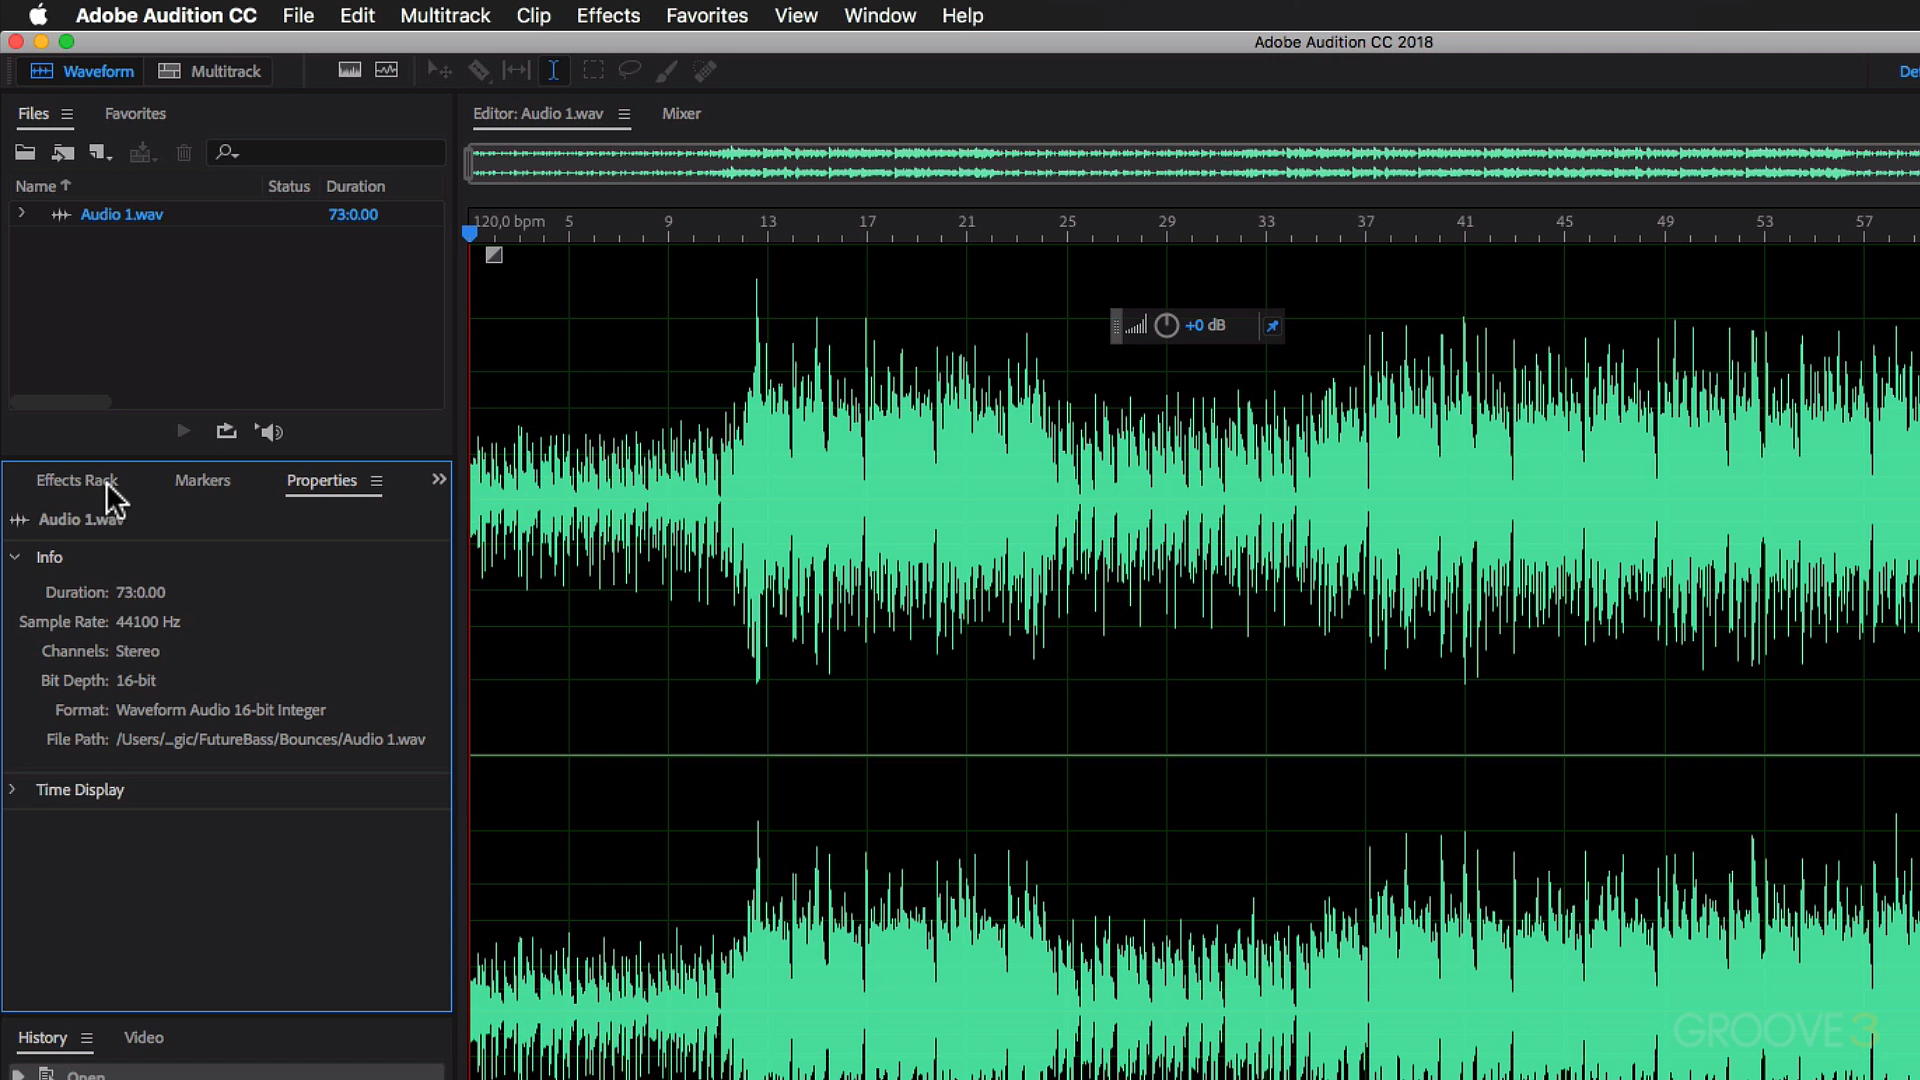 Adobe Audition CC File Edit Multitrack Clip Effects Favorites View Window Help
Adobe Audition CC 2018
Waveform Multitrack
Files Favorites
Editor: Audio 1.wav Mixer
Name Status Duration
Audio 1.wav 73:0.00
120,0 bpm 5 9 13 17 21 25 29 33 37 41 45 49 53 57
+0 dB
Effects Rack Markers Properties
Audio 1.wav
Info
Duration: 73:0.00
Sample Rate: 44100 Hz
Channels: Stereo
Bit Depth: 16-bit
Format: Waveform Audio 16-bit Integer
File Path: /Users/_gic/FutureBass/Bounces/Audio 1.wav
Time Display
History Video
Open
GROOVE 3